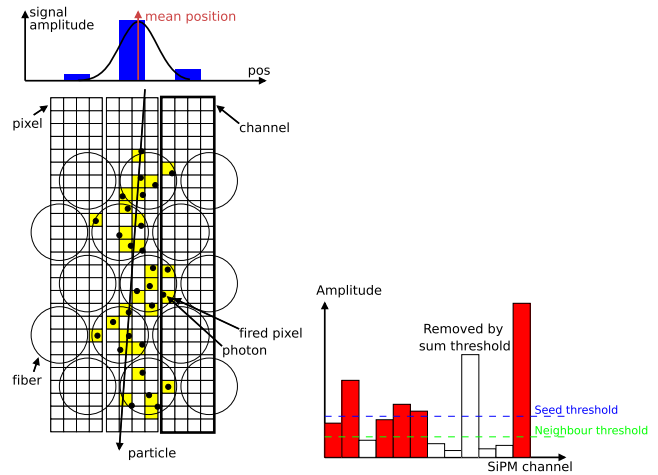 signal
amplitude
mean position
pos
pixel
channel
fired pixel
photon
fiber
particle
Amplitude
Removed by
sum threshold
Seed threshold
Neighbour threshold
SiPM channel